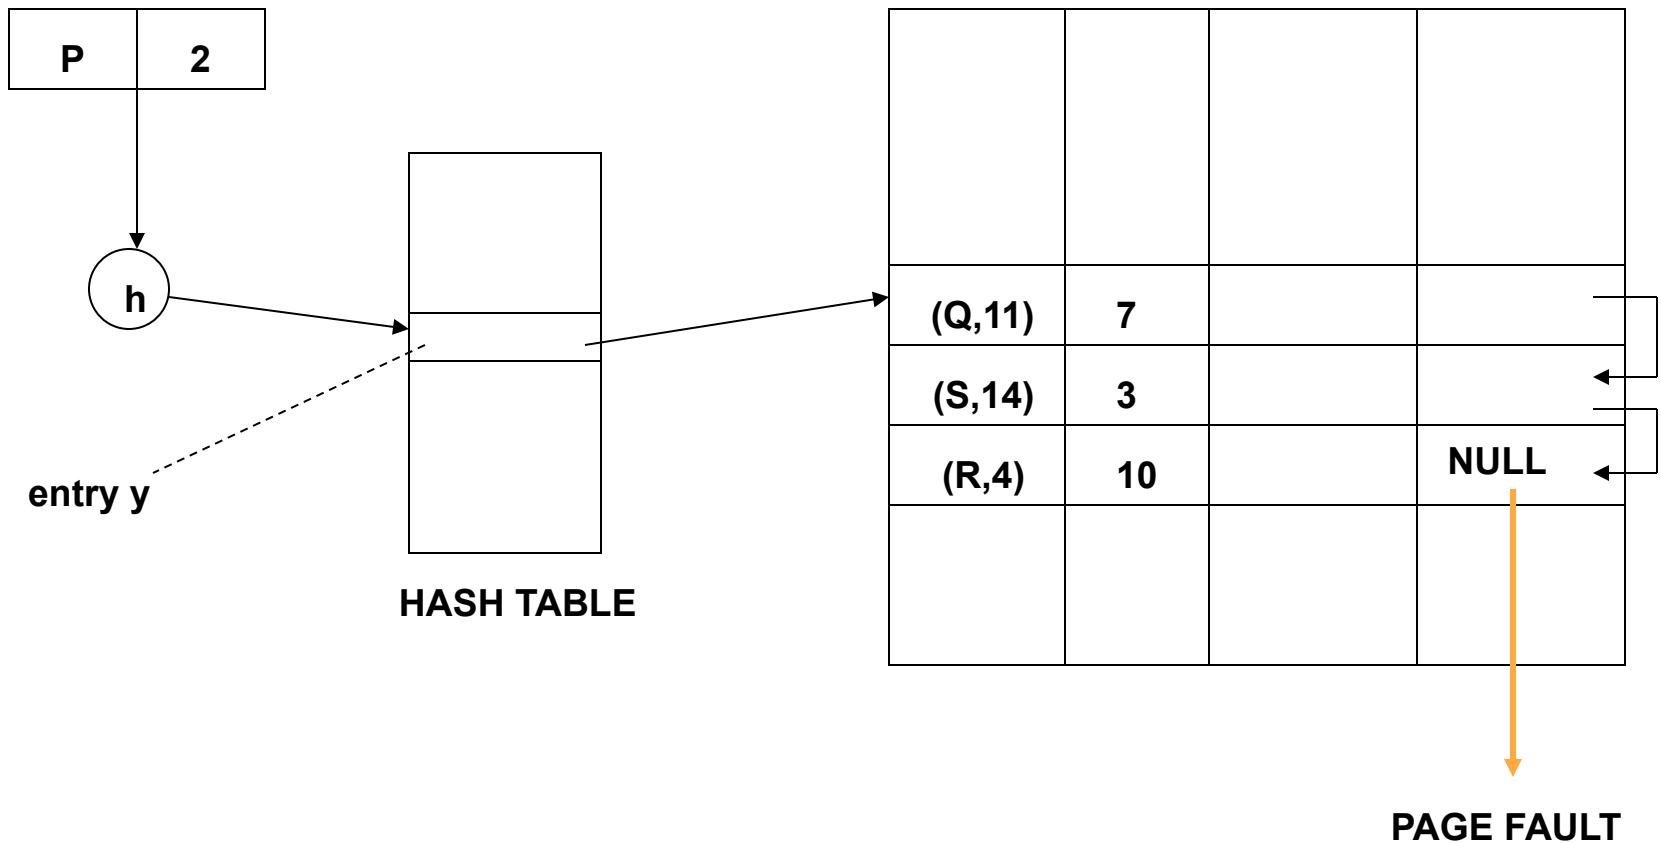 P 2
h
(Q,11) 7
(S,14) 3
(R,4) 10 NULL
entry y
HASH TABLE
PAGE FAULT